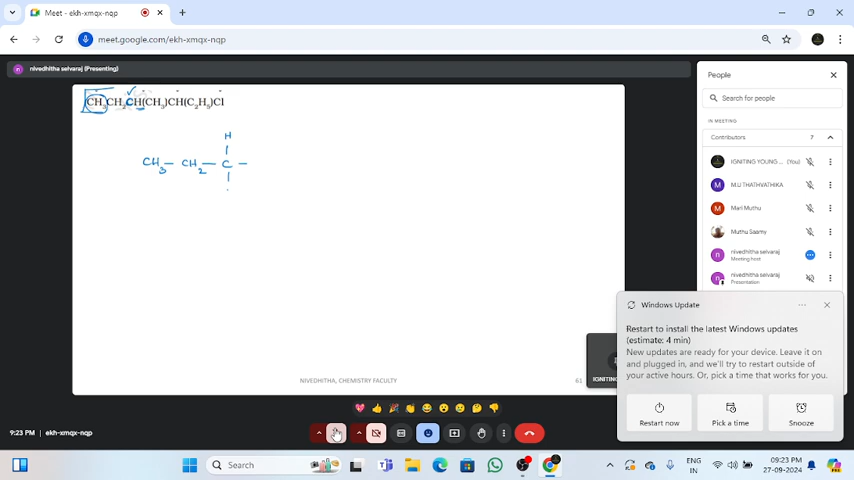 Meet - ekh-xmqx-nqp
meet.google.com/ekh-xmqx-nqp
nivedhitha selvaraj (Presenting)
CH3CH2CH(CH3)CH(C2H5)Cl
H
CH3 — CH2 — C —
NIVEDHITHA, CHEMISTRY FACULTY
61
People
Search for people
IN MEETING
Contributors
7
IGNITING YOUNG ... [You]
M.U THATHVATHIKA
Mari Muthu
Muthu Saamy
nivedhitha selvaraj
Meeting host
nivedhitha selvaraj
Presentation
IGNITI
Windows Update
Restart to install the latest Windows updates
(estimate: 4 min)
New updates are ready for your device. Leave it on
and plugged in, and we'll try to restart outside of
your active hours. Or, pick a time that works for you.
Restart now
Pick a time
Snooze
9:23 PM | ekh-xmqx-nqp
Search
ENG
IN
09:23 PM
27-09-2024